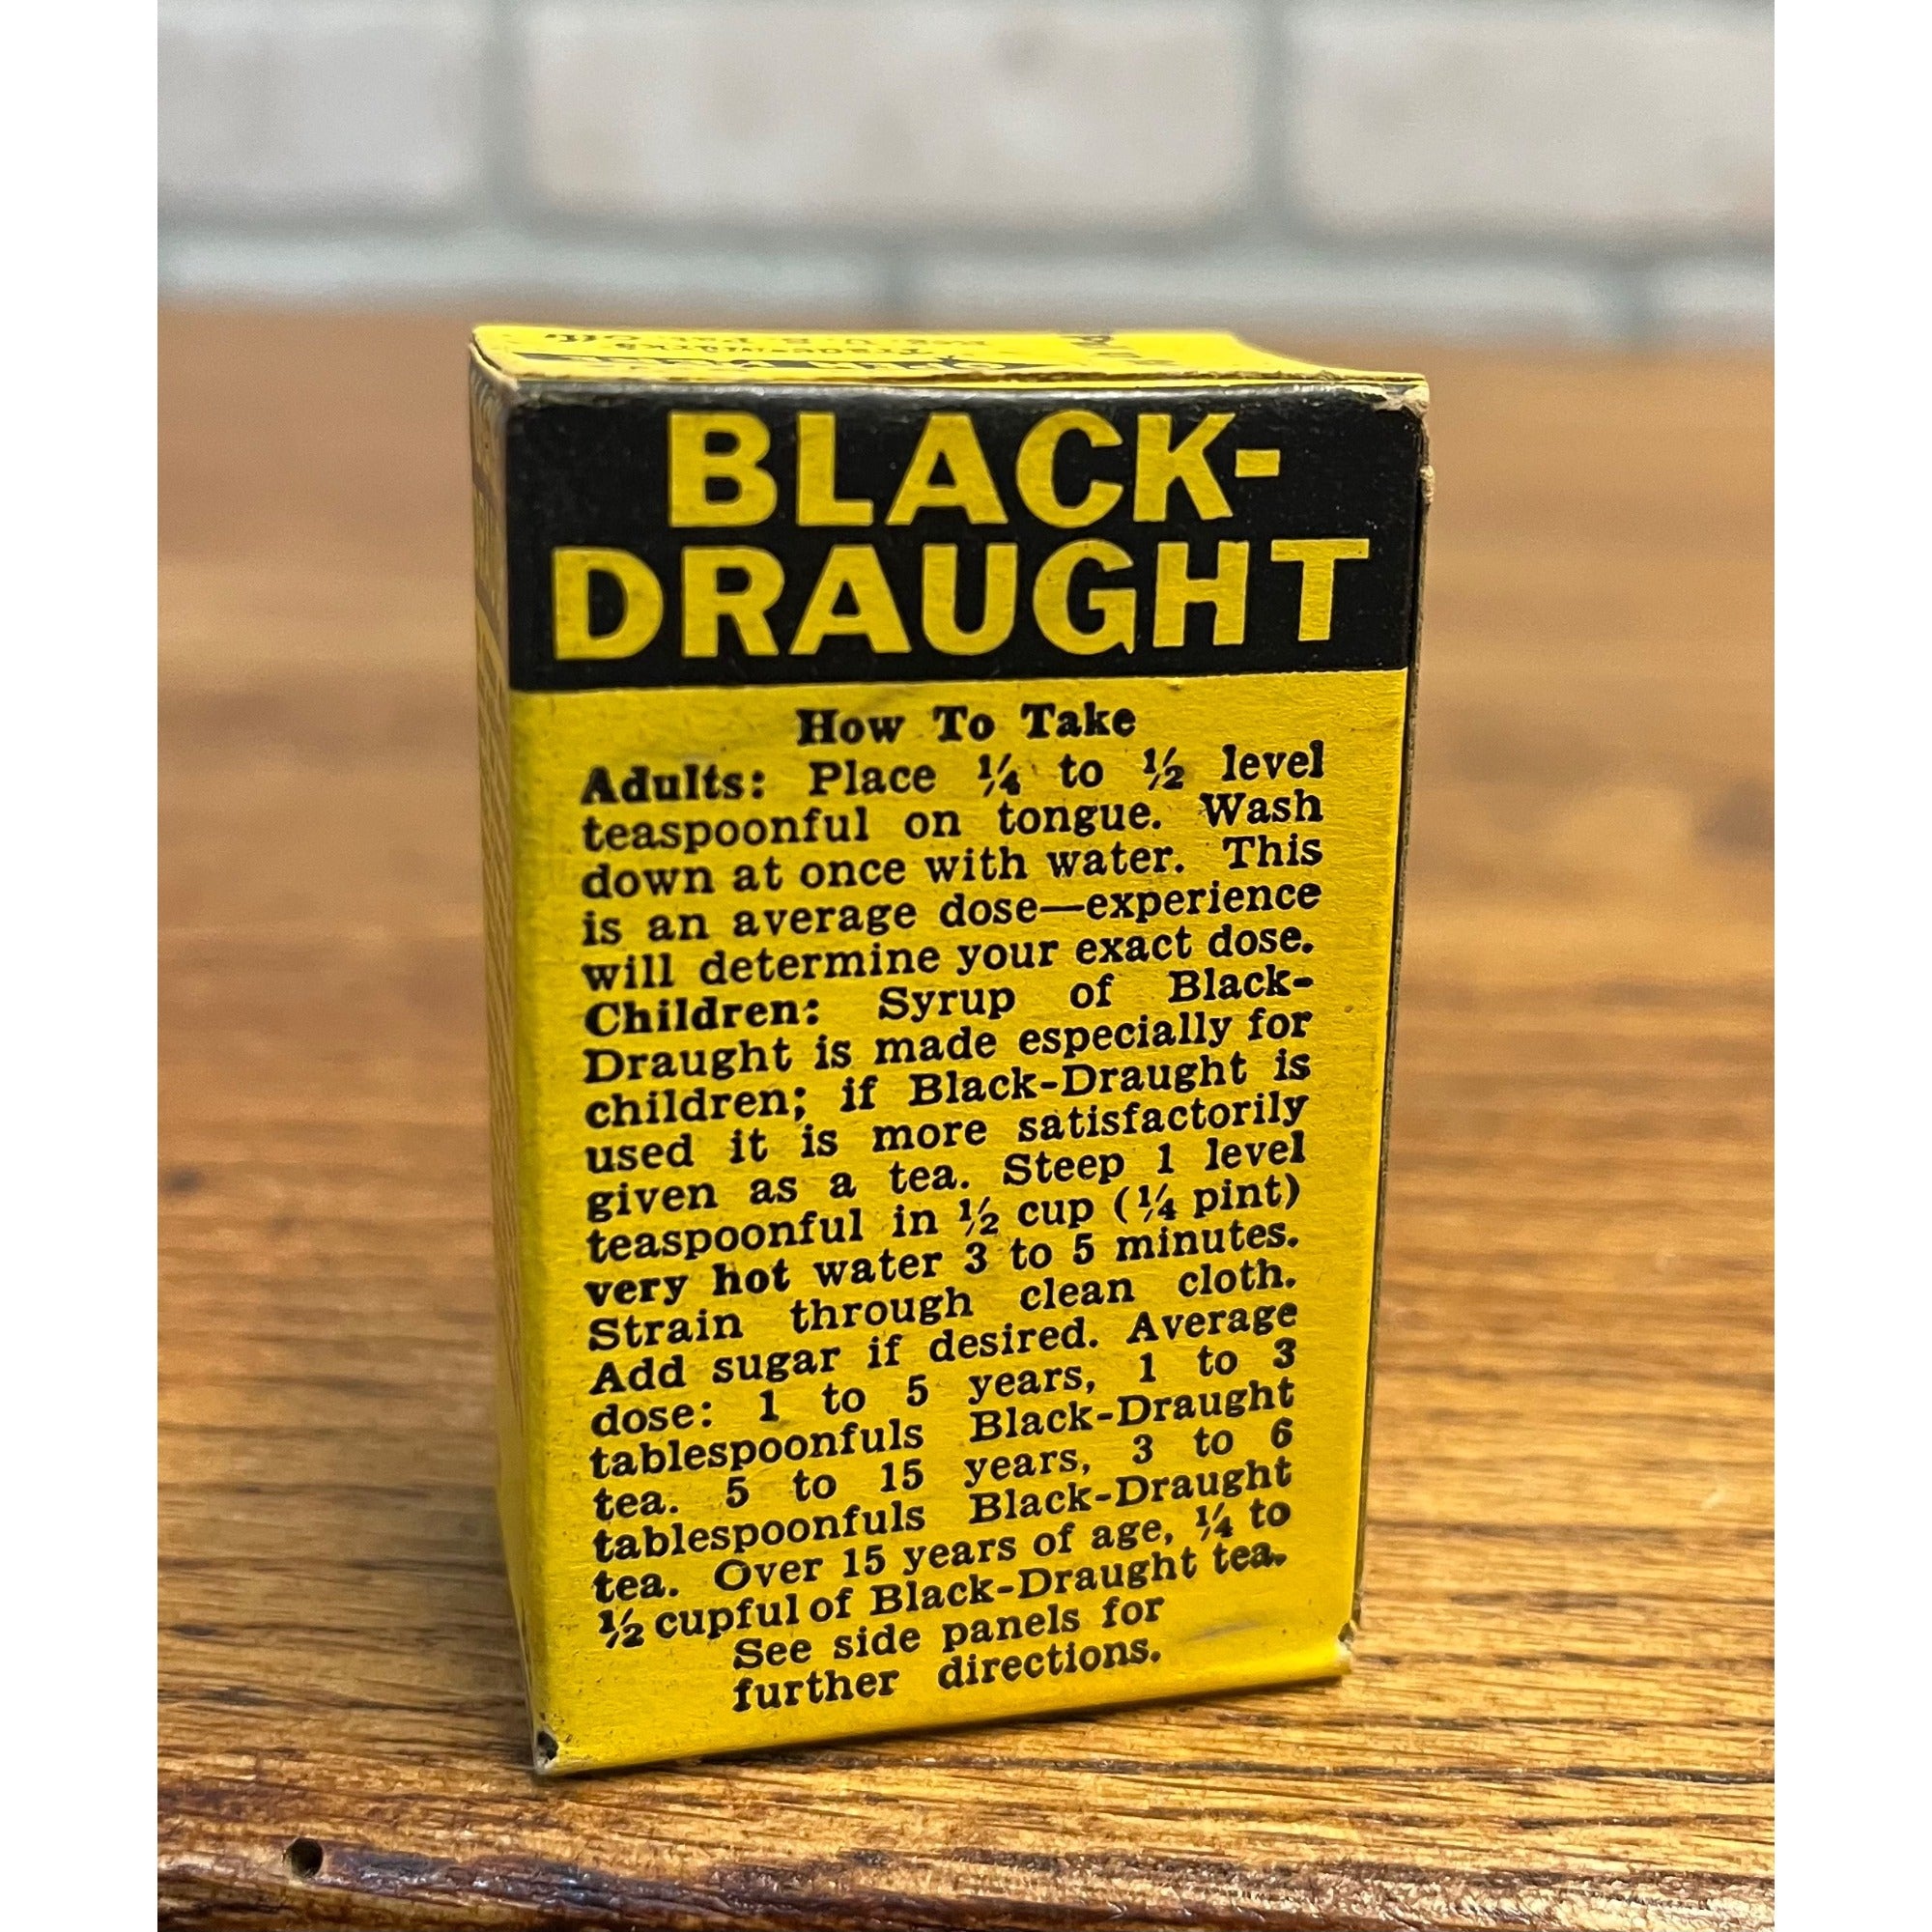 BLACK-
DRAUGHT
How To Take
Adults: Place ¼ to ½ level
teaspoonful on tongue. Wash
down at once with water. This
is an average dose—experience
will determine your exact dose.
Children: Syrup of Black-
Draught is made especially for
children; if Black-Draught is
used it is more satisfactorily
given as a tea. Steep 1 level
teaspoonful in ½ cup (¼ pint)
very hot water 3 to 5 minutes.
Strain through clean cloth.
Add sugar if desired. Average
dose: 1 to 5 years, 1 to 3
tablespoonfuls Black-Draught
tea. 5 to 15 years, 3 to 6
tablespoonfuls Black-Draught
tea. Over 15 years of age, ¼ to
½ cupful of Black-Draught tea.
See side panels for
further directions.